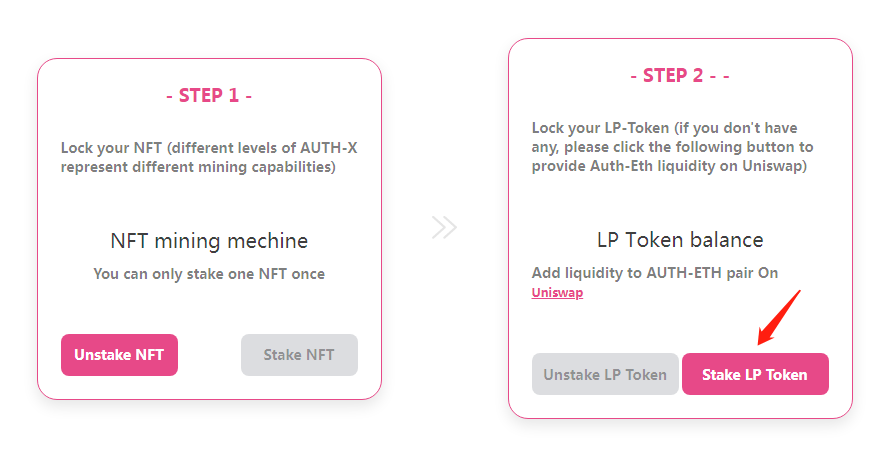 - STEP 1 -
Lock your NFT (different levels of AUTH-X
represent different mining capabilities)
NFT mining mechine
You can only stake one NFT once
Unstake NFT
Stake NFT
- STEP 2 - -
Lock your LP-Token (if you don't have
any, please click the following button to
provide Auth-Eth liquidity on Uniswap)
LP Token balance
Add liquidity to AUTH-ETH pair On
Uniswap
Unstake LP Token
Stake LP Token